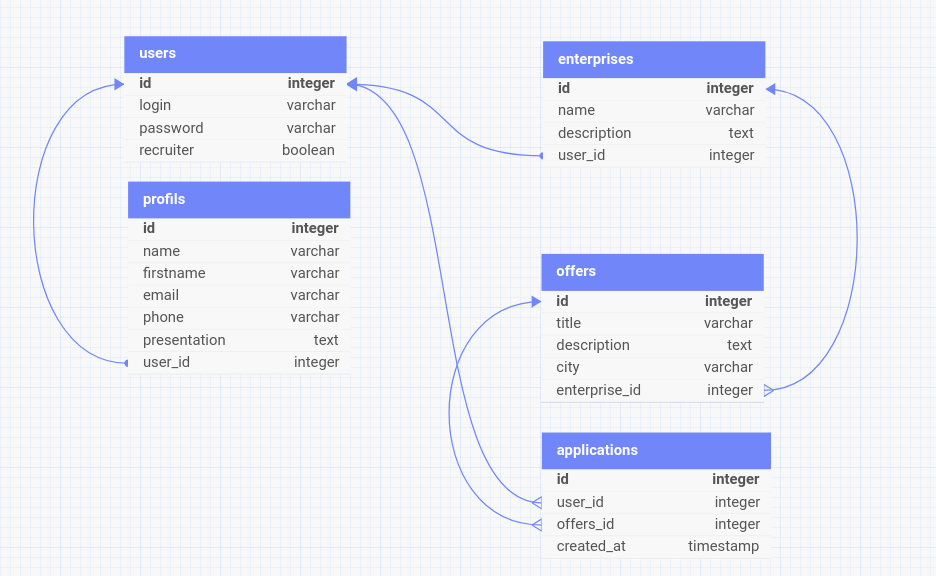 users
id integer
login varchar
password varchar
recruiter boolean
profils
id integer
name varchar
firstname varchar
email varchar
phone varchar
presentation text
user_id integer
enterprises
id integer
name varchar
description text
user_id integer
offers
id integer
title varchar
description text
city varchar
enterprise_id integer
applications
id integer
user_id integer
offers_id integer
created_at timestamp